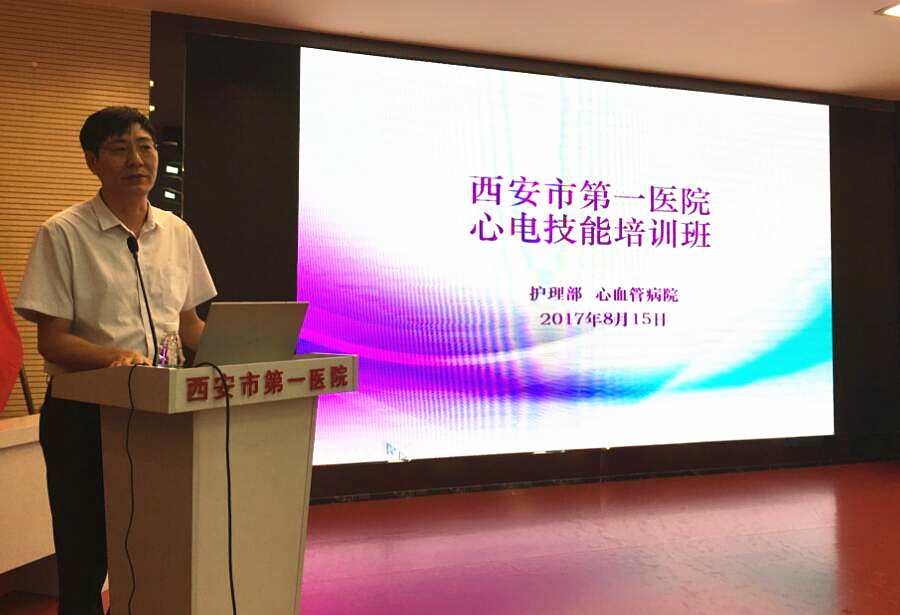 西安市第一医院
心电技能培训班
护理部 心血管病院
2017年8月15日
西安市第一医院